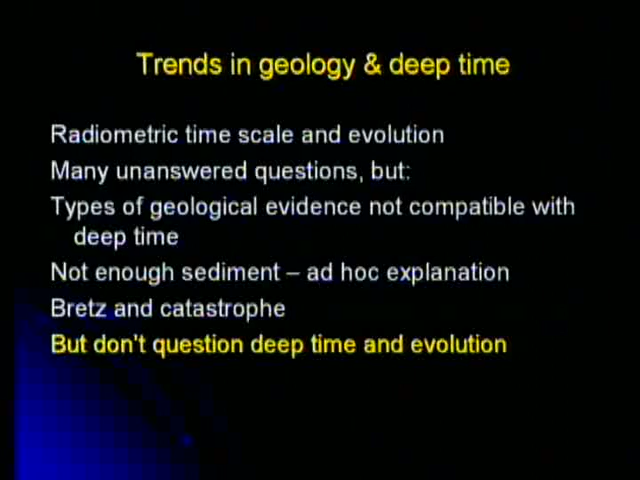 Trends in geology & deep time
Radiometric time scale and evolution
Many unanswered questions, but:
Types of geological evidence not compatible with
deep time
Not enough sediment – ad hoc explanation
Bretz and catastrophe
But don't question deep time and evolution